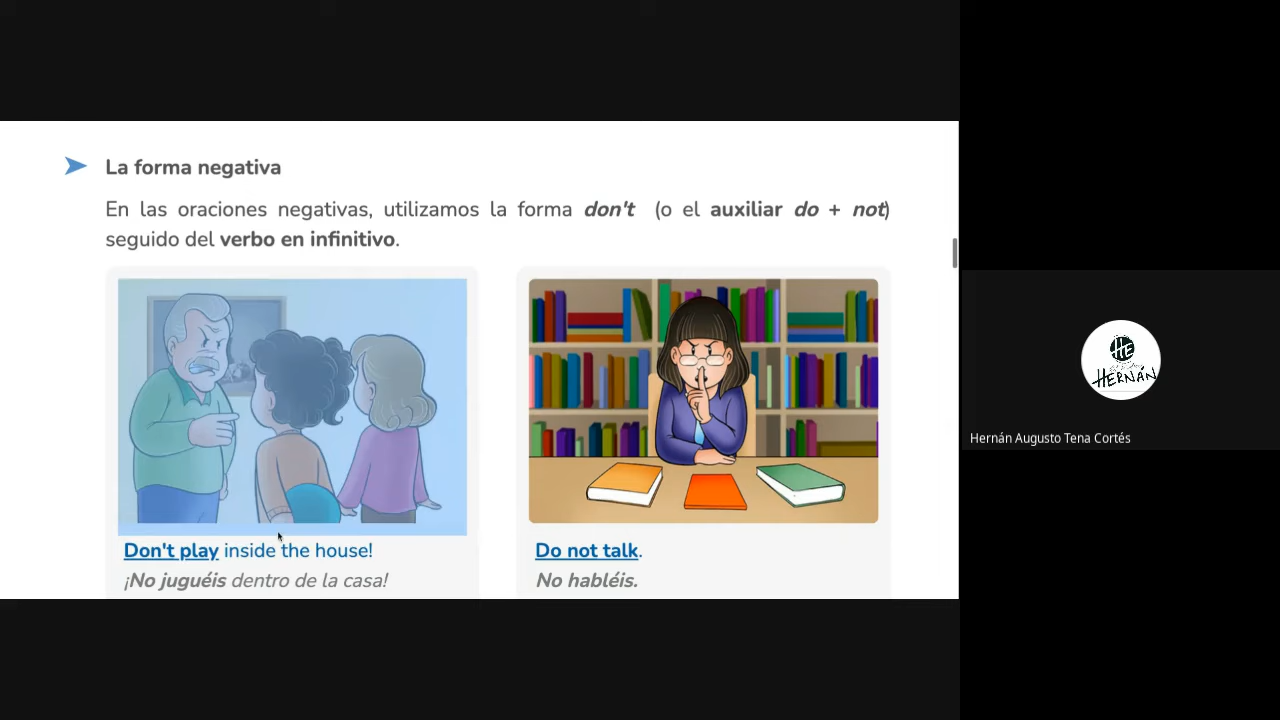 La forma negativa
En las oraciones negativas, utilizamos la forma don't (o el auxiliar do + not)
seguido del verbo en infinitivo.
Don't play inside the house!
¡No juguéis dentro de la casa!
Do not talk.
No habléis.
HE
HERNÁN
Hernán Augusto Tena Cortés